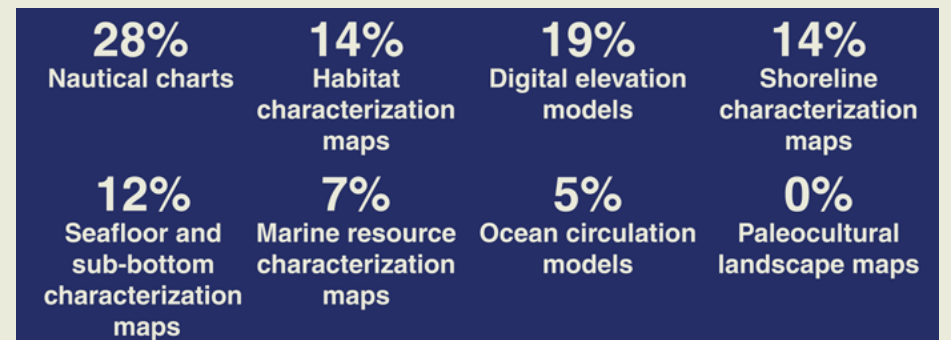 28%
Nautical charts
14%
Habitat
characterization
maps
19%
Digital elevation
models
14%
Shoreline
characterization
maps
12%
Seafloor and
sub-bottom
characterization
maps
7%
Marine resource
characterization
maps
5%
Ocean circulation
models
0%
Paleocultural
landscape maps